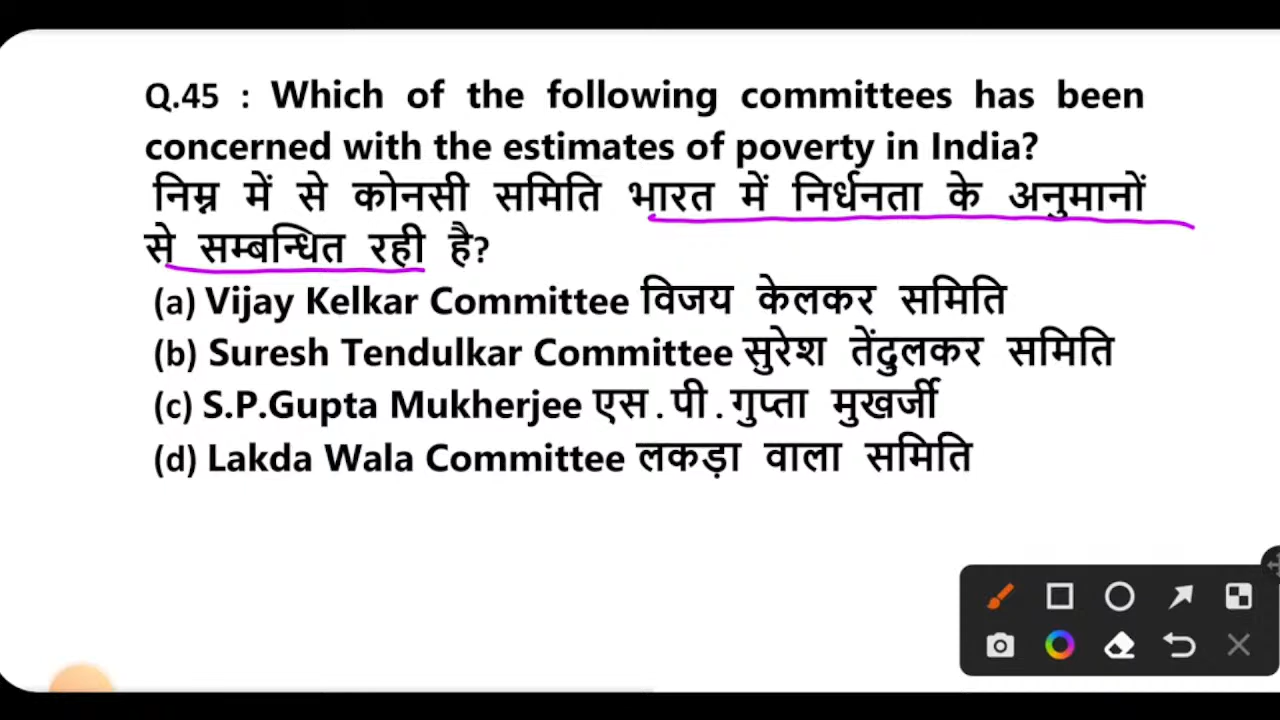 Q.45 : Which of the following committees has been
concerned with the estimates of poverty in India?
निम्न में से कोनसी समिति भारत में निर्धनता के अनुमानों
से सम्बन्धित रही है?
(a) Vijay Kelkar Committee विजय केलकर समिति
(b) Suresh Tendulkar Committee सुरेश तेंदुलकर समिति
(c) S.P.Gupta Mukherjee एस.पी.गुप्ता मुखर्जी
(d) Lakda Wala Committee लकड़ा वाला समिति